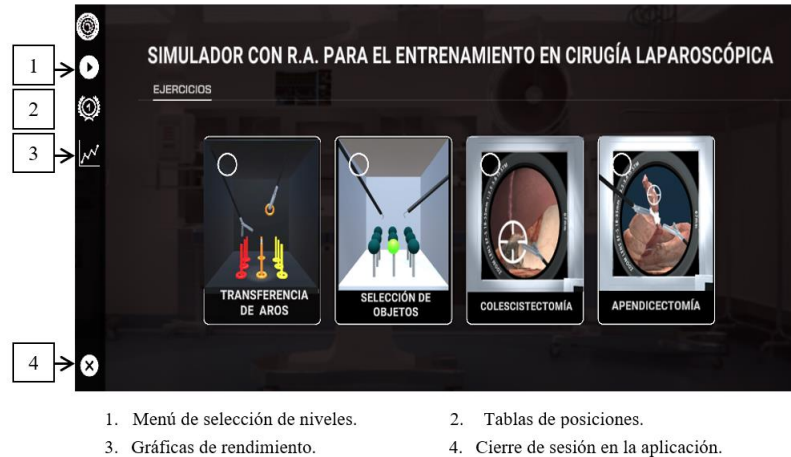 SIMULADOR CON R.A. PARA EL ENTRENAMIENTO EN CIRUGÍA LAPAROSCÓPICA
EJERCICIOS
1
2
3
4
1
TRANSFERENCIA
DE AROS
SELECCIÓN DE
OBJETOS
COLESCISTECTOMÍA
APENDICECTOMÍA
1. Menú de selección de niveles.
2. Tablas de posiciones.
3. Gráficas de rendimiento.
4. Cierre de sesión en la aplicación.